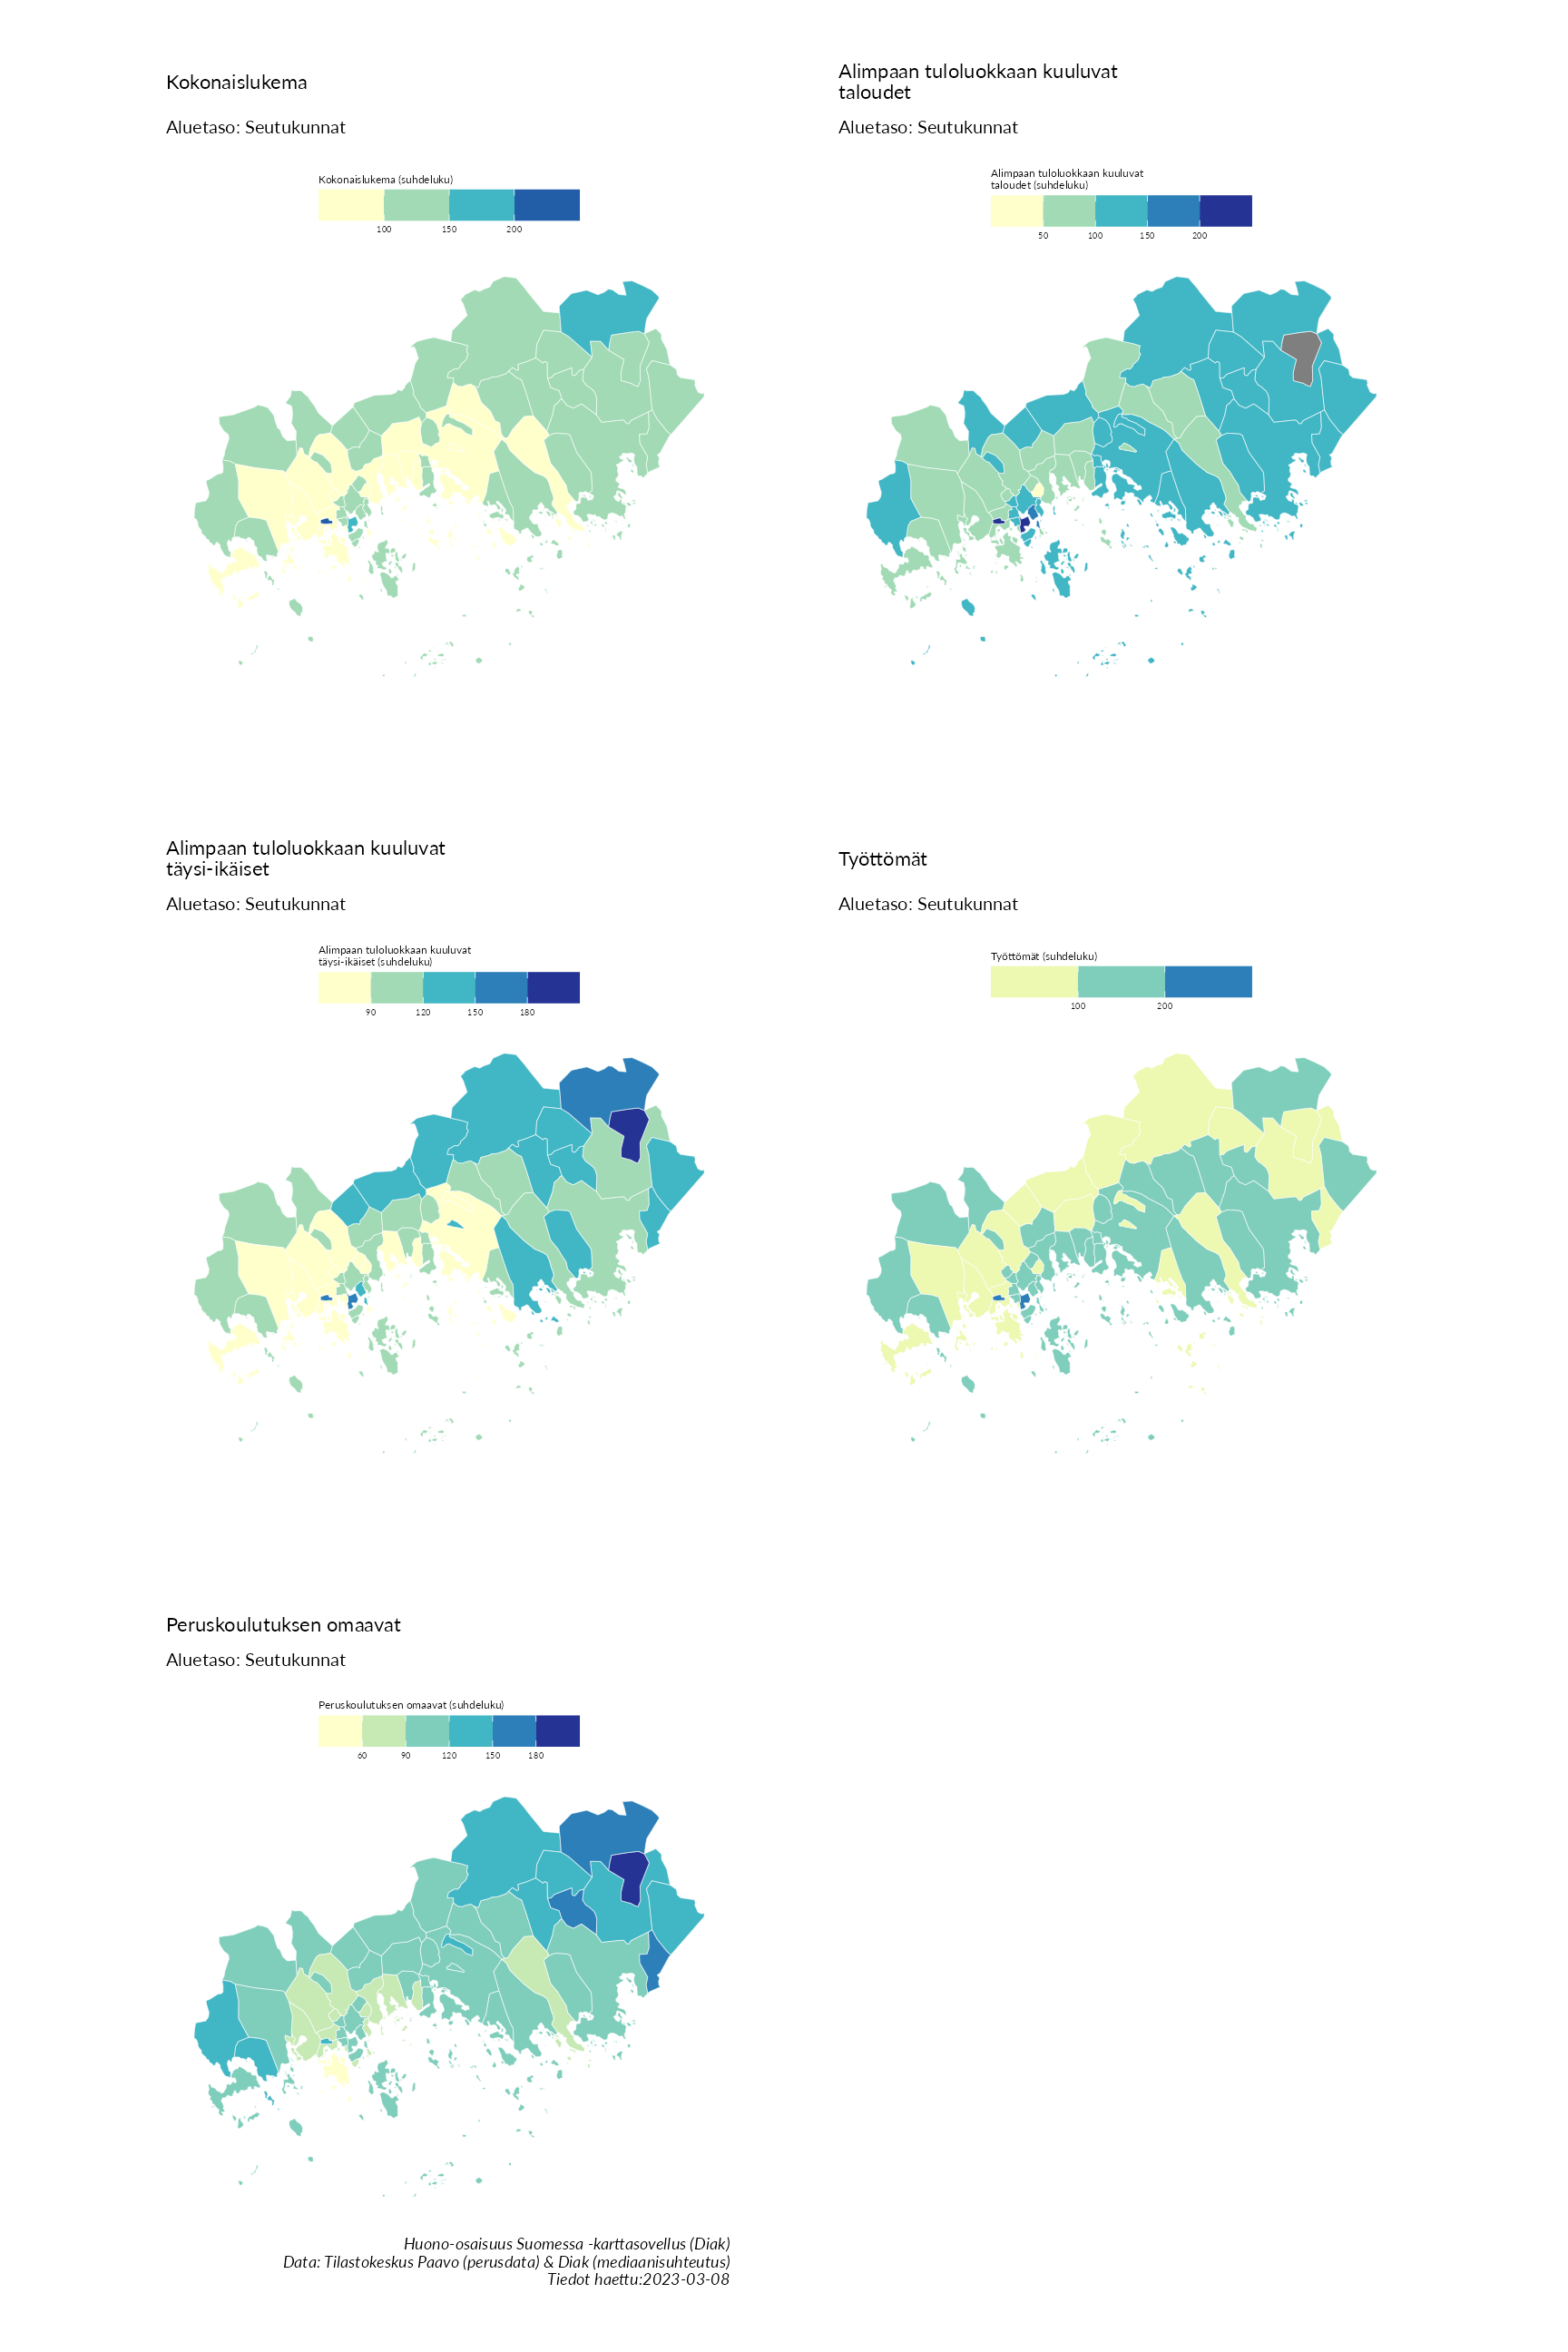 Kokonaislukema
Aluetaso: Seutukunnat
Kokonaislukema (suhdeluku)
100 150 200
Alimpaan tuloluokkaan kuuluvat
taloudet
Aluetaso: Seutukunnat
Alimpaan tuloluokkaan kuuluvat
taloudet (suhdeluku)
50 100 150 200
Alimpaan tuloluokkaan kuuluvat
täysi-ikäiset
Aluetaso: Seutukunnat
Alimpaan tuloluokkaan kuuluvat
täysi-ikäiset (suhdeluku)
90 120 150 180
Työttömät
Aluetaso: Seutukunnat
Työttömät (suhdeluku)
100 200
Peruskoulutuksen omaavat
Aluetaso: Seutukunnat
Peruskoulutuksen omaavat (suhdeluku)
60 90 120 150 180
Huono-osaisuus Suomessa -karttasovellus (Diak)
Data: Tilastokeskus Paavo (perusdata) & Diak (mediaanisuhteutus)
Tiedot haettu:2023-03-08